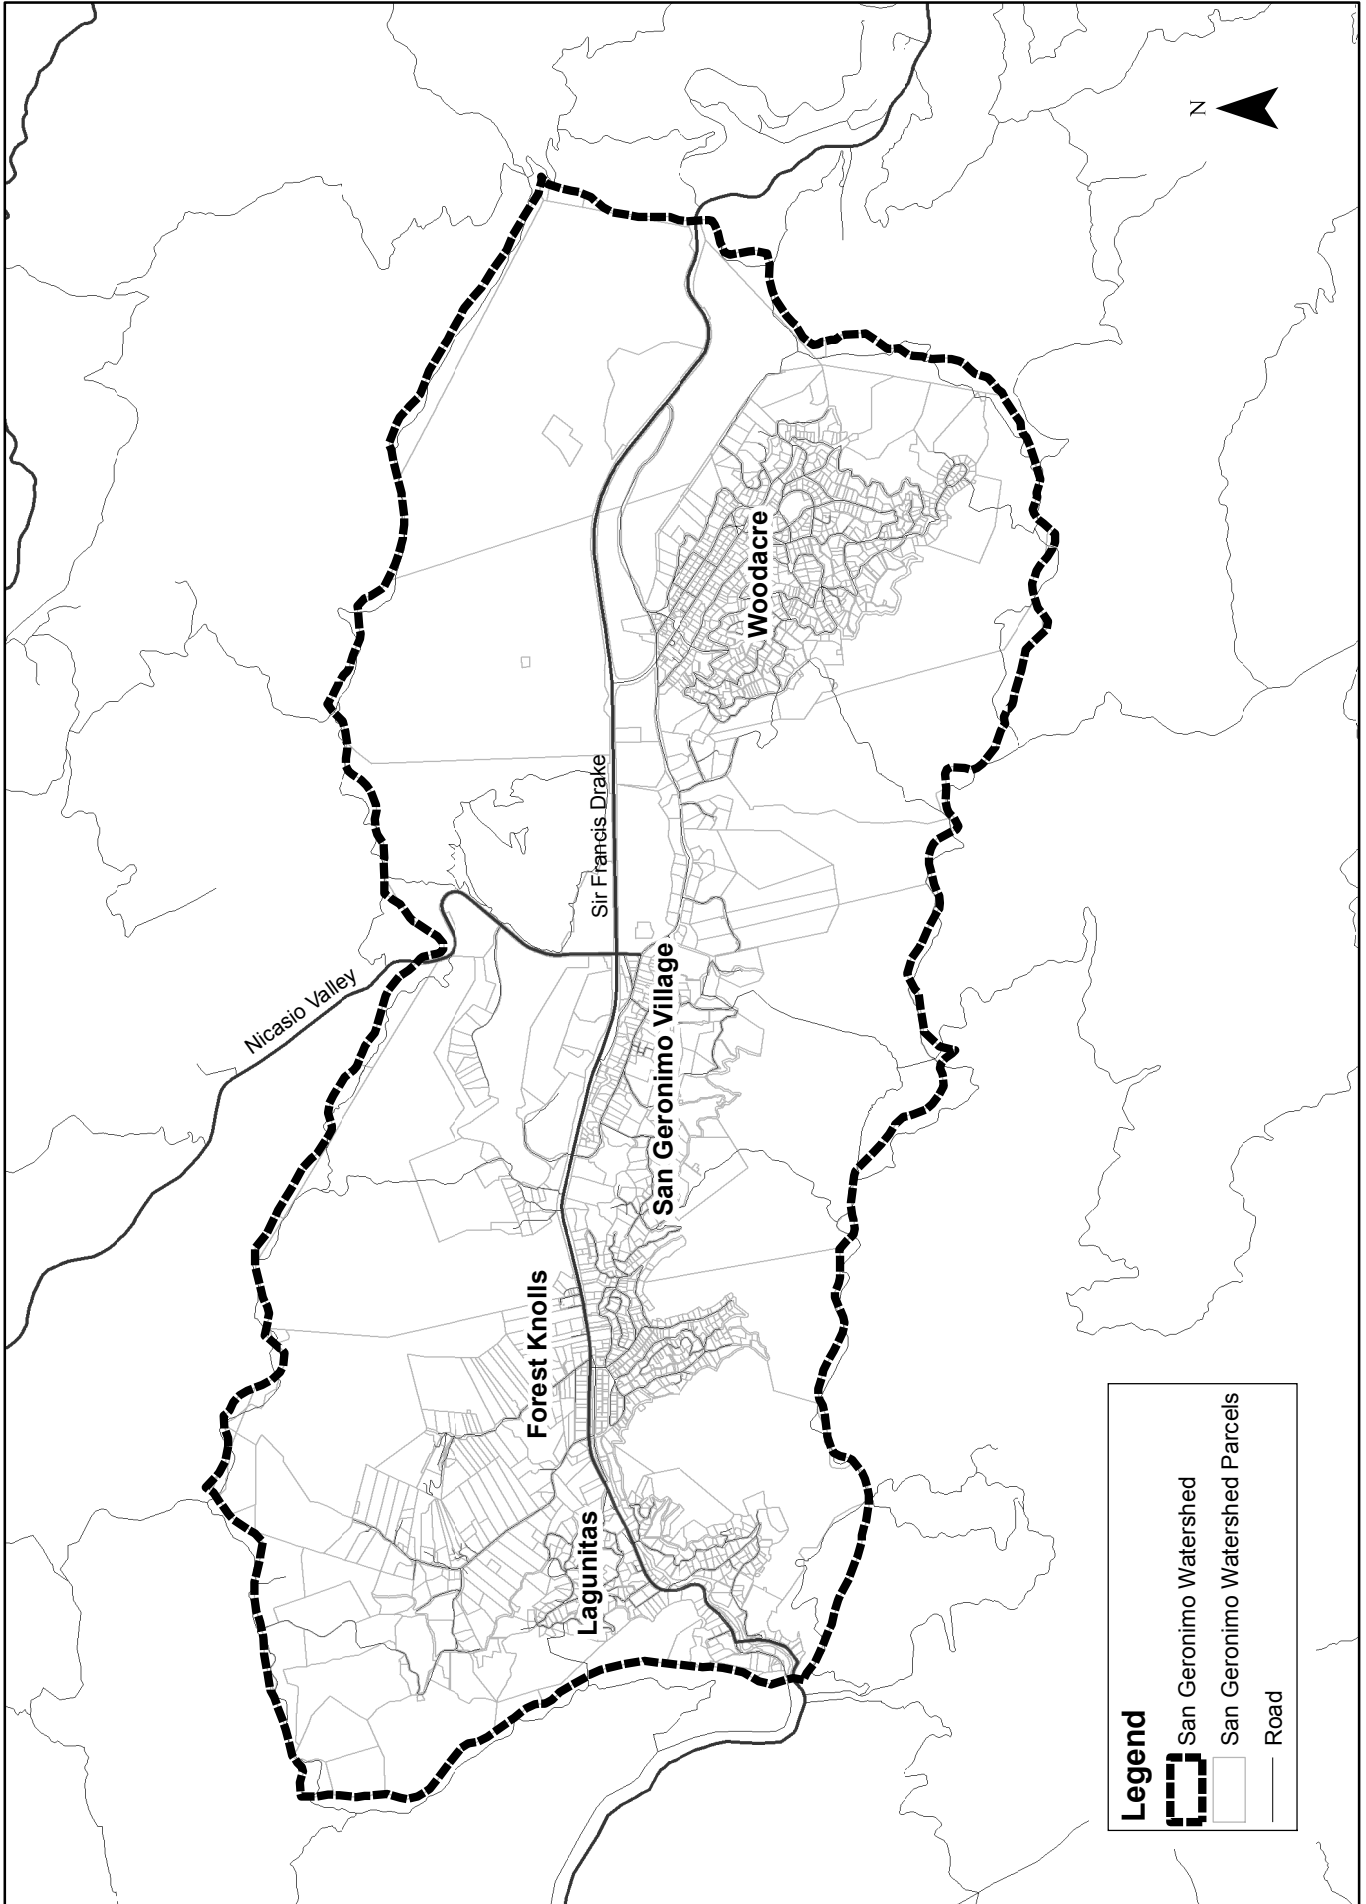 Nicasio Valley
Sir Francis Drake
Woodacre
San Geronimo Village
Forest Knolls
Lagunitas
N
Legend
San Geronimo Watershed
San Geronimo Watershed Parcels
Road